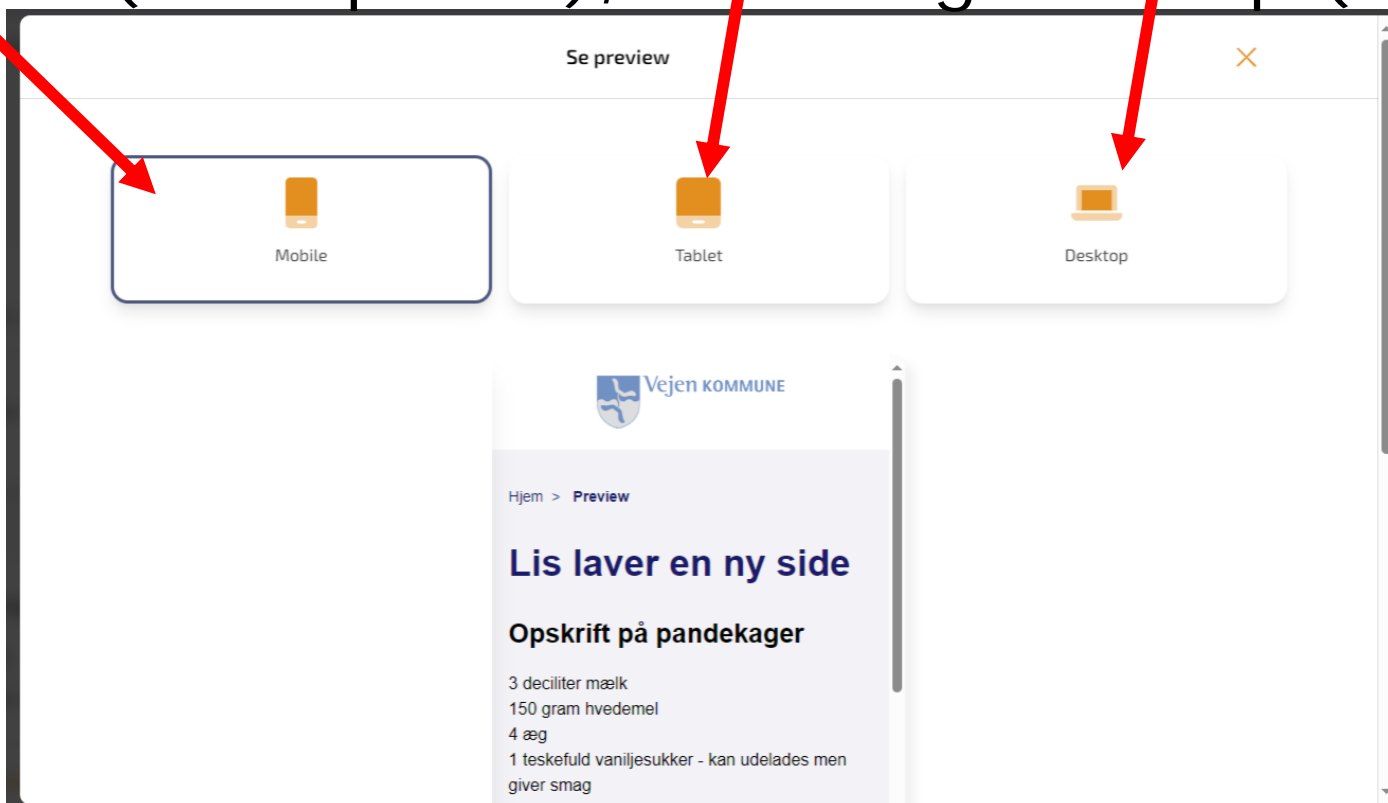 Se preview
Mobile
Tablet
Desktop
Vejen KOMMUNE
Hjem > Preview
Lis laver en ny side
Opskrift på pandekager
3 deciliter mælk
150 gram hvedemel
4 æg
1 teskefuld vaniljesukker - kan udelades men
giver smag